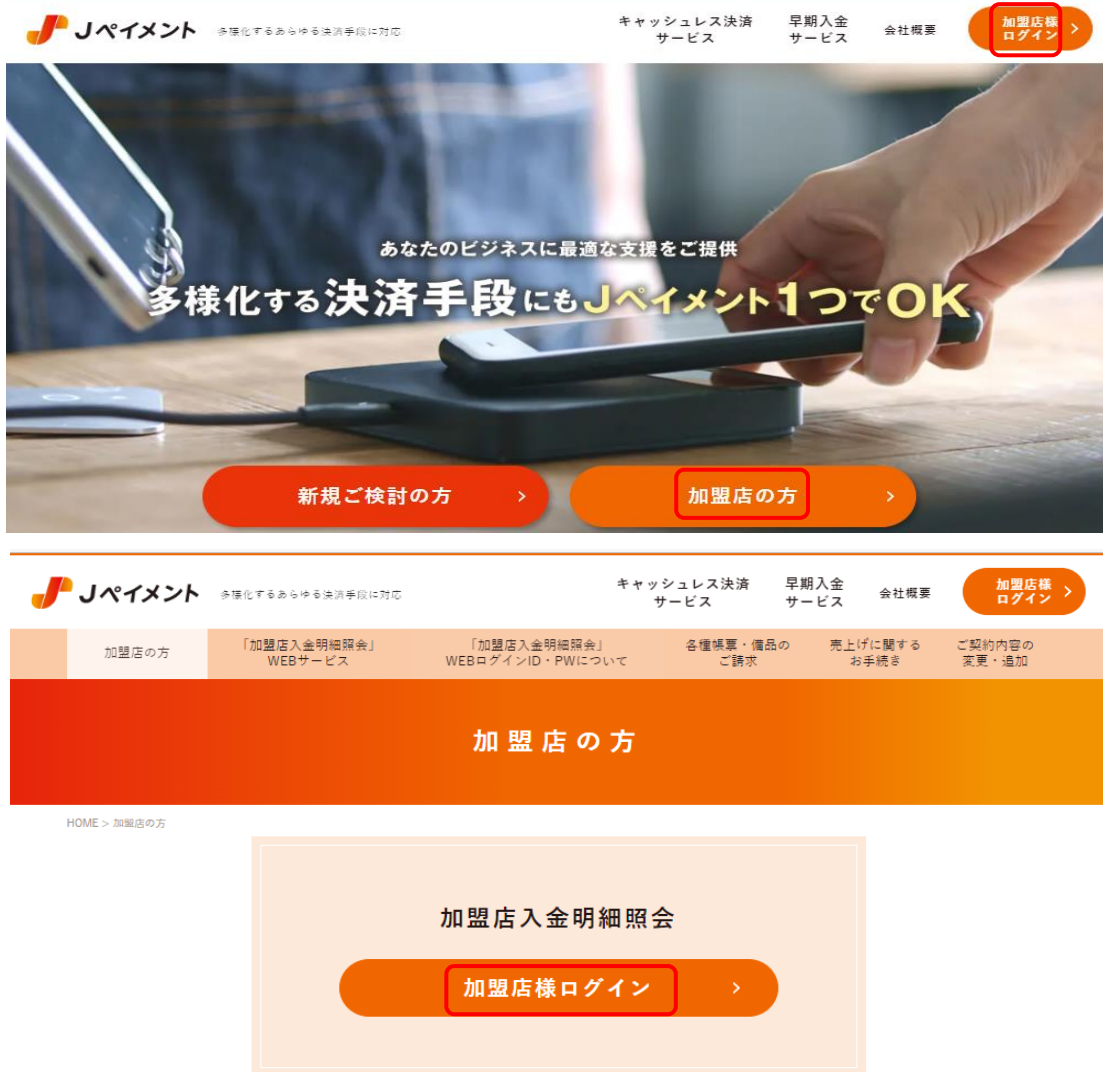 Jペイメント
多様化するあらゆる決済手段に対応
キャッシュレス決済
サービス
早期入金
サービス
会社概要
加盟店様
ログイン
あなたのビジネスに最適な支援をご提供
多様化する決済手段にもJペイメント1つでOK
新規ご検討の方
加盟店の方
Jペイメント
多様化するあらゆる決済手段に対応
キャッシュレス決済
サービス
早期入金
サービス
会社概要
加盟店様
ログイン
加盟店の方
「加盟店入金明細照会」
WEBサービス
「加盟店入金明細照会」
WEBログインID・PWについて
各種帳票・備品の
ご請求
売上げに関する
お手続き
ご契約内容の
変更・追加
加盟店の方
HOME > 加盟店の方
加盟店入金明細照会
加盟店様ログイン